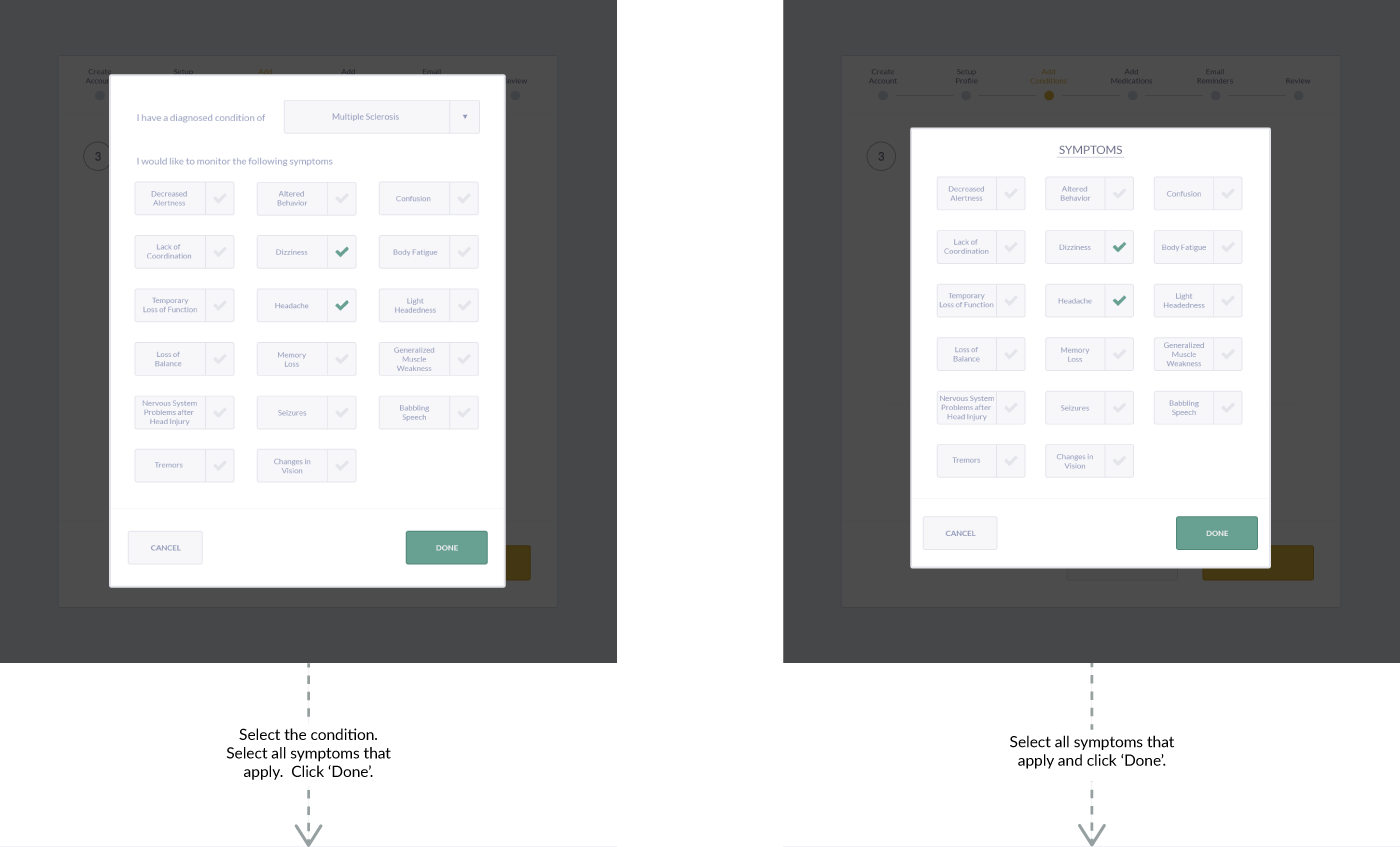 Create
Account
Setup
Add
Add
Email
Review
3
I have a diagnosed condition of
Multiple Sclerosis
I would like to monitor the following symptoms
Decreased
Alertness
Altered
Behavior
Confusion
Lack of
Coordination
Dizziness
Body Fatigue
Temporary
Loss of Function
Headache
Light
Headedness
Loss of
Balance
Memory
Loss
Generalized
Muscle
Weakness
Nervous System
Problems after
Head Injury
Seizures
Babbling
Speech
Tremors
Changes in
Vision
CANCEL
DONE
Select the condition.
Select all symptoms that
apply.  Click ‘Done’.
Create
Account
Setup
Profile
Add
Conditions
Add
Medications
Email
Reminders
Review
3
SYMPTOMS
Decreased
Alertness
Altered
Behavior
Confusion
Lack of
Coordination
Dizziness
Body Fatigue
Temporary
Loss of Function
Headache
Light
Headedness
Loss of
Balance
Memory
Loss
Generalized
Muscle
Weakness
Nervous System
Problems after
Head Injury
Seizures
Babbling
Speech
Tremors
Changes in
Vision
CANCEL
DONE
Select all symptoms that
apply and click ‘Done’.